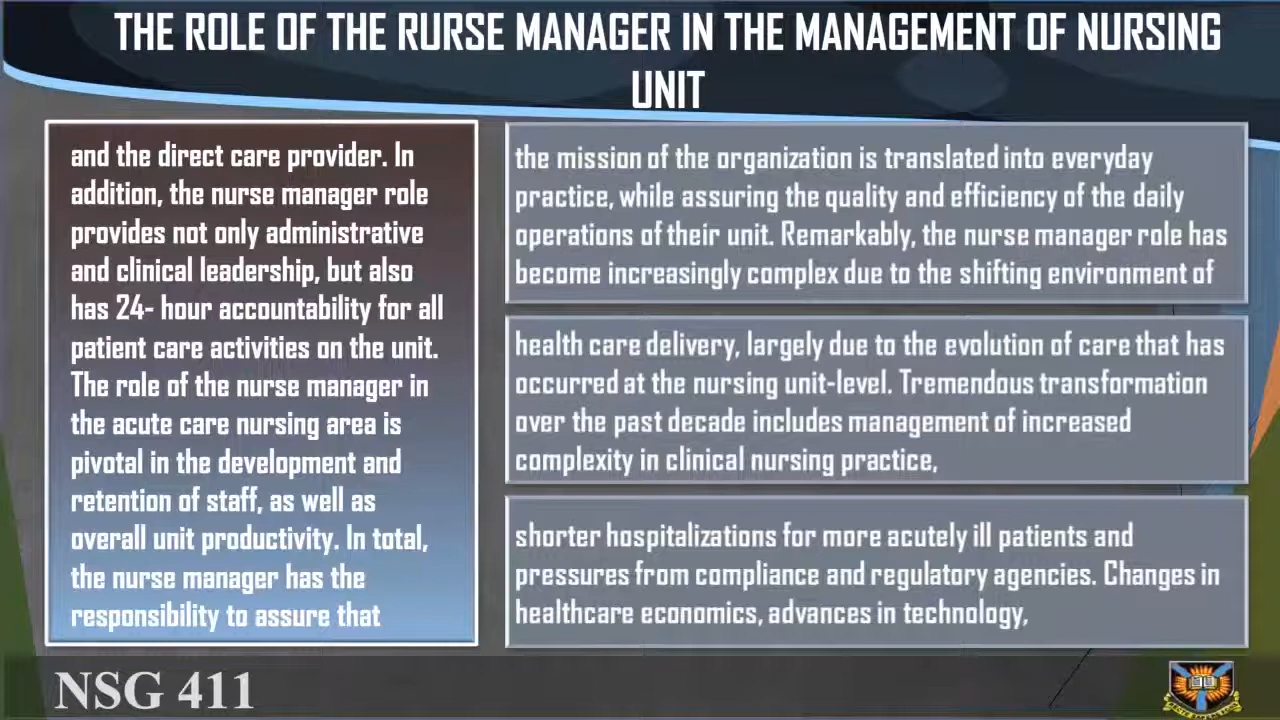 THE ROLE OF THE RURSE MANAGER IN THE MANAGEMENT OF NURSING
UNIT
and the direct care provider. In
addition, the nurse manager role
provides not only administrative
and clinical leadership, but also
has 24- hour accountability for all
patient care activities on the unit.
The role of the nurse manager in
the acute care nursing area is
pivotal in the development and
retention of staff, as well as
overall unit productivity. In total,
the nurse manager has the
responsibility to assure that
the mission of the organization is translated into everyday
practice, while assuring the quality and efficiency of the daily
operations of their unit. Remarkably, the nurse manager role has
become increasingly complex due to the shifting environment of
health care delivery, largely due to the evolution of care that has
occurred at the nursing unit-level. Tremendous transformation
over the past decade includes management of increased
complexity in clinical nursing practice,
shorter hospitalizations for more acutely ill patients and
pressures from compliance and regulatory agencies. Changes in
healthcare economics, advances in technology,
NSG 411